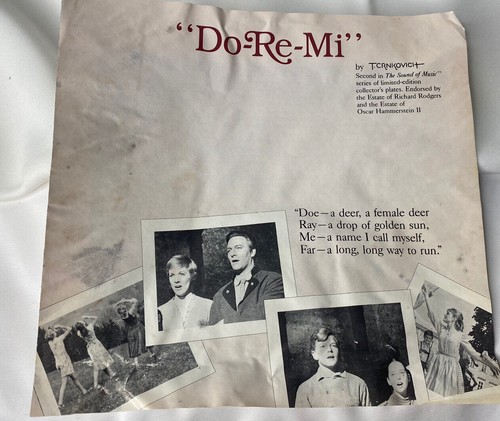 “Do-Re-Mi”
by TCRNKOVICH
Second in The Sound of Music™
series of limited-edition
collector's plates. Endorsed by
the Estate of Richard Rodgers
and the Estate of
Oscar Hammerstein II
“Doe—a deer, a female deer
Ray—a drop of golden sun,
Me—a name I call myself,
Far—a long, long way to run.”